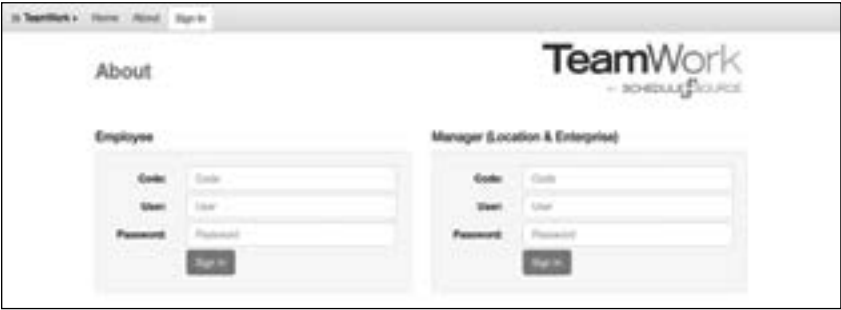 TeamWork Home About Sign In
TeamWork
SCHEDULESOURCE
About
Employee
Manager (Location & Enterprise)
Code: Code
User: User
Password: Password
Sign In
Code: Code
User: User
Password: Password
Sign In